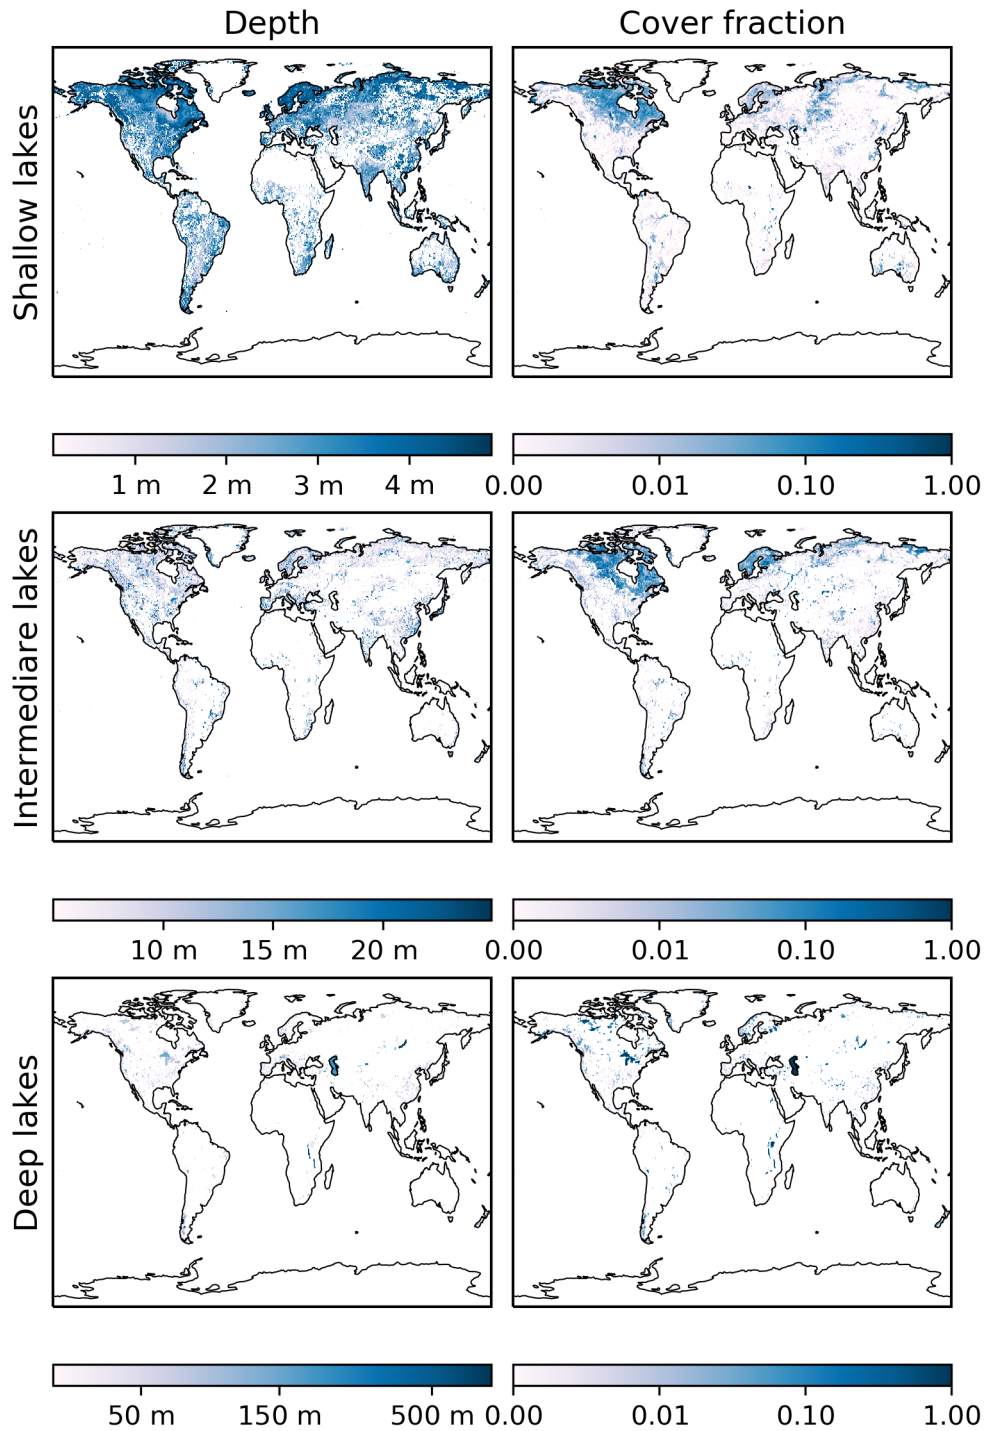 Depth
Cover fraction
Shallow lakes
1 m 2 m 3 m 4 m
0.00 0.01 0.10 1.00
Intermediare lakes
10 m 15 m 20 m
0.00 0.01 0.10 1.00
Deep lakes
50 m 150 m 500 m
0.00 0.01 0.10 1.00